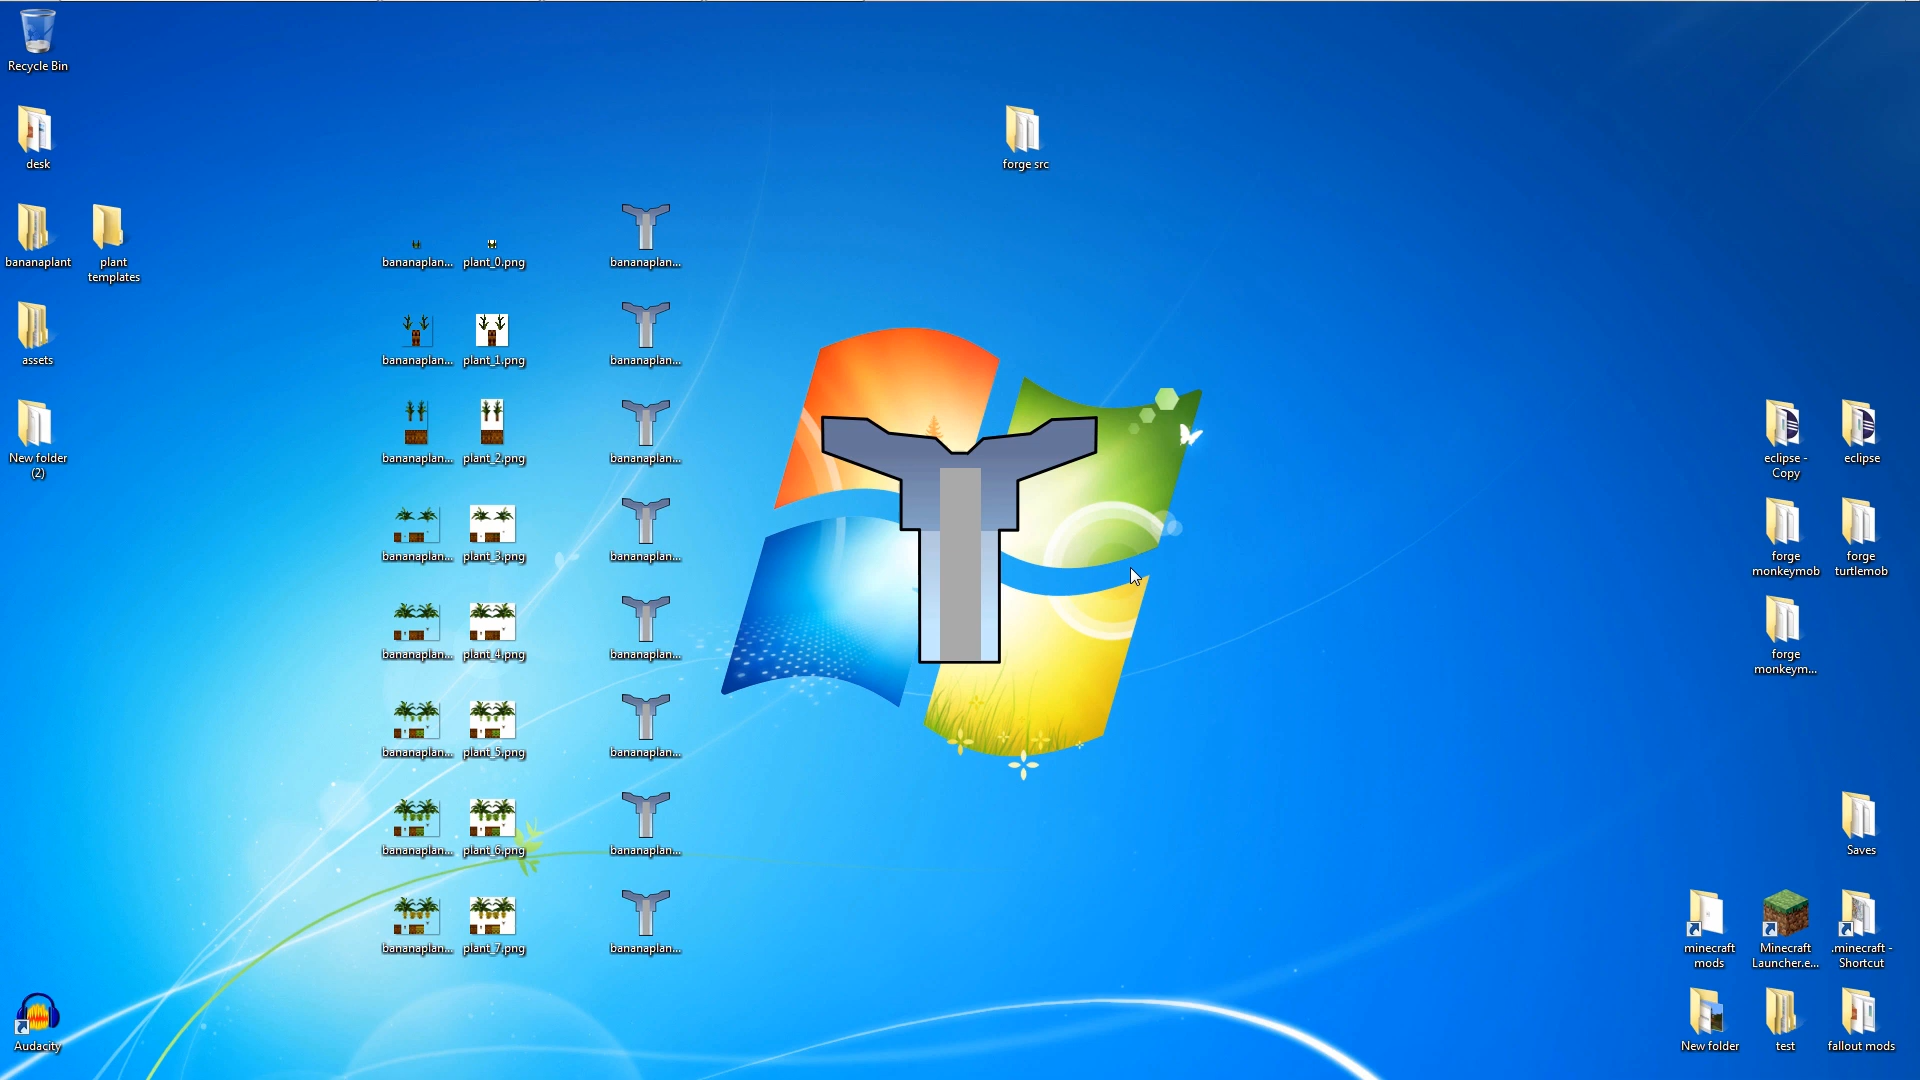 Recycle Bin
desk
forge src
bananaplant
plant
templates
bananaplan...
plant_0.png
bananaplan...
assets
bananaplan...
plant_1.png
bananaplan...
New folder
(2)
bananaplan...
plant_2.png
bananaplan...
eclipse -
Copy
eclipse
bananaplan...
plant_3.png
bananaplan...
forge
monkeymob
forge
turtlemob
bananaplan...
plant_4.png
bananaplan...
forge
monkeym...
bananaplan...
plant_5.png
bananaplan...
bananaplan...
plant_6.png
bananaplan...
Saves
bananaplan...
plant_7.png
bananaplan...
minecraft
mods
Minecraft
Launcher.e...
.minecraft -
Shortcut
Audacity
New folder
test
fallout mods